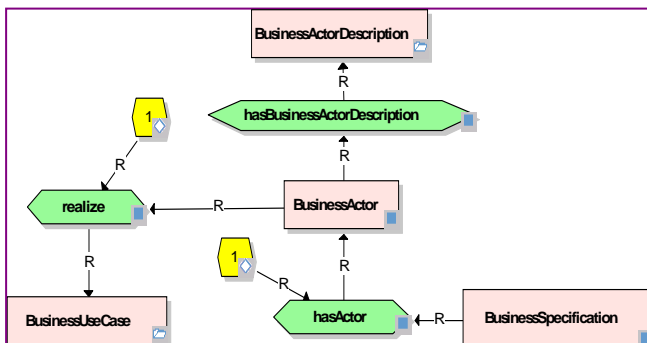 BusinessActorDescription
R
hasBusinessActorDescription
1
R
R
realize
R
BusinessActor
R
1
R
R
BusinessUseCase
hasActor
R
BusinessSpecification